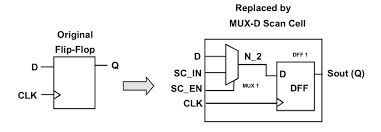 Original
Flip-Flop
D
Q
CLK
Replaced by
MUX-D Scan Cell
D
SC_IN
SC_EN
CLK
N_2
MUX 1
DFF 1
D
DFF
Sout (Q)